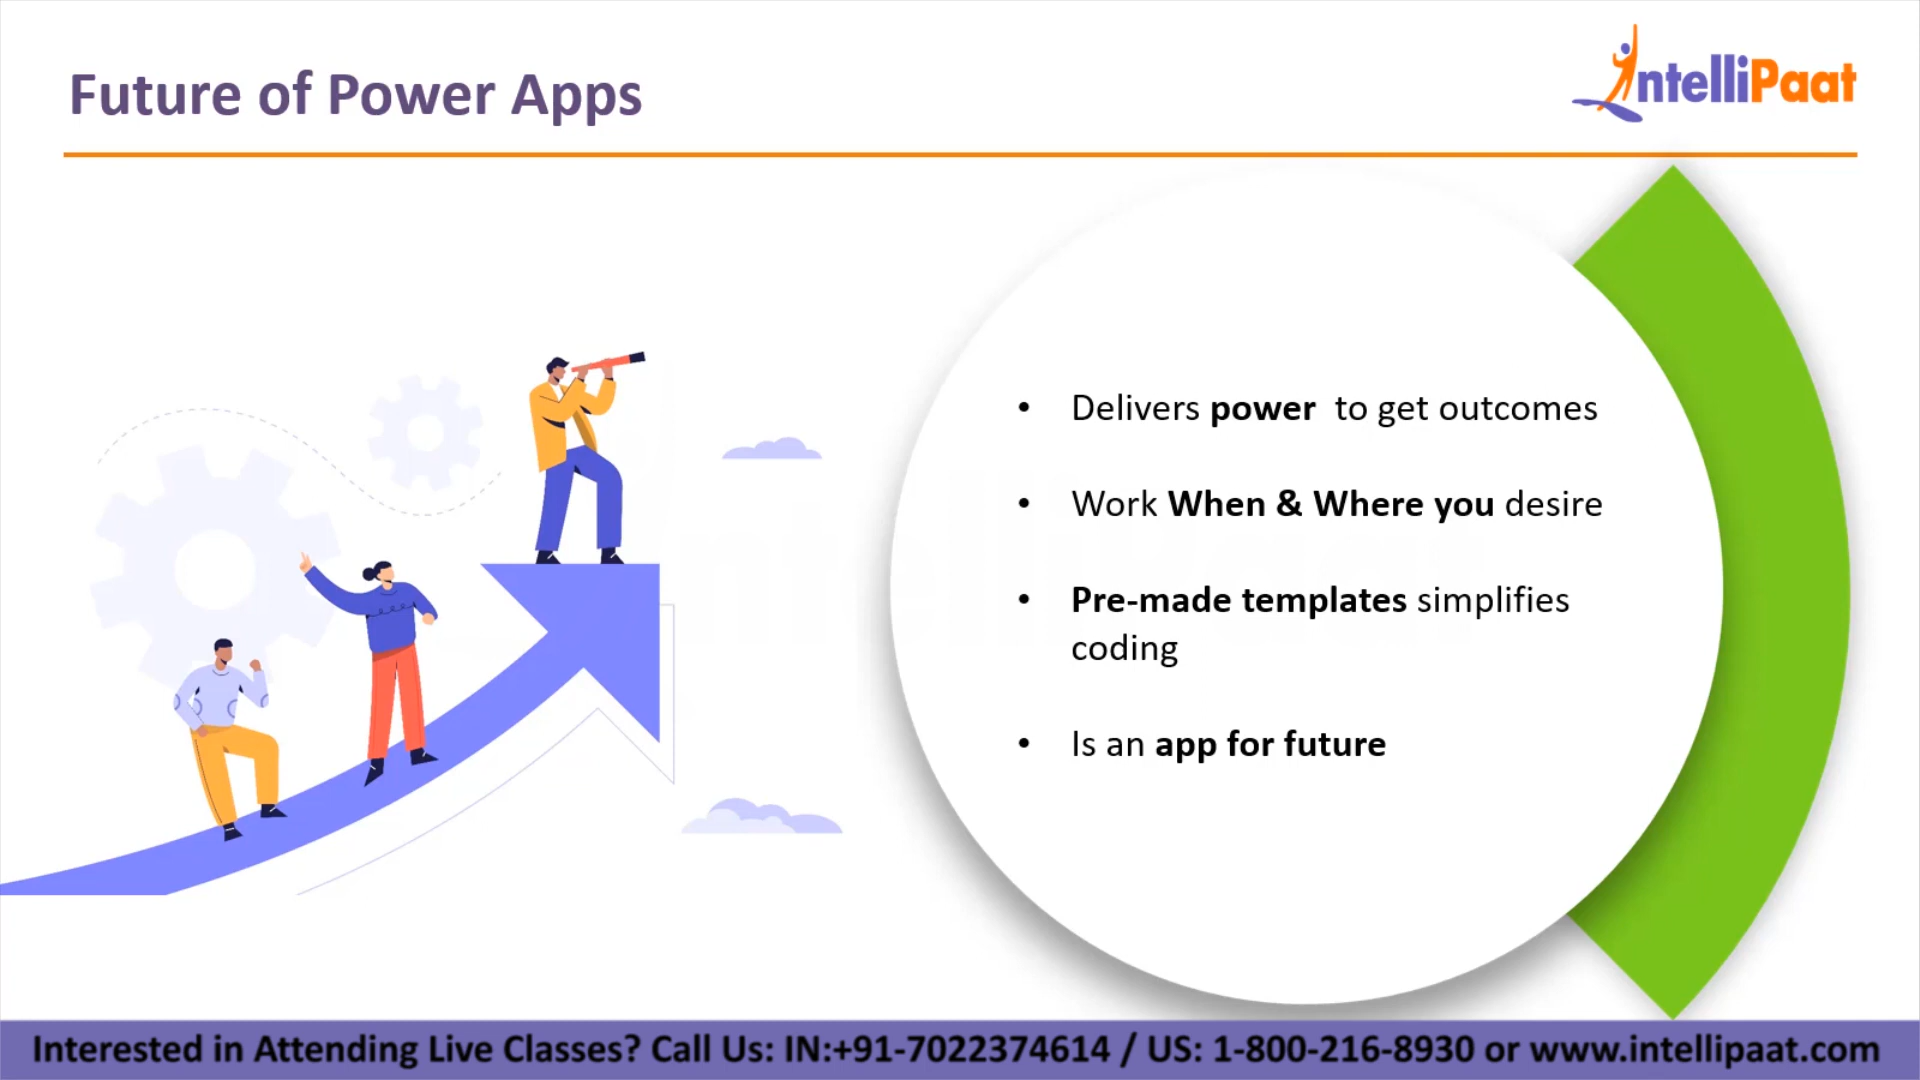 Future of Power Apps
IntelliPaat
• Delivers power to get outcomes
• Work When & Where you desire
• Pre-made templates simplifies
coding
• Is an app for future
Interested in Attending Live Classes? Call Us: IN:+91-7022374614 / US: 1-800-216-8930 or www.intellipaat.com